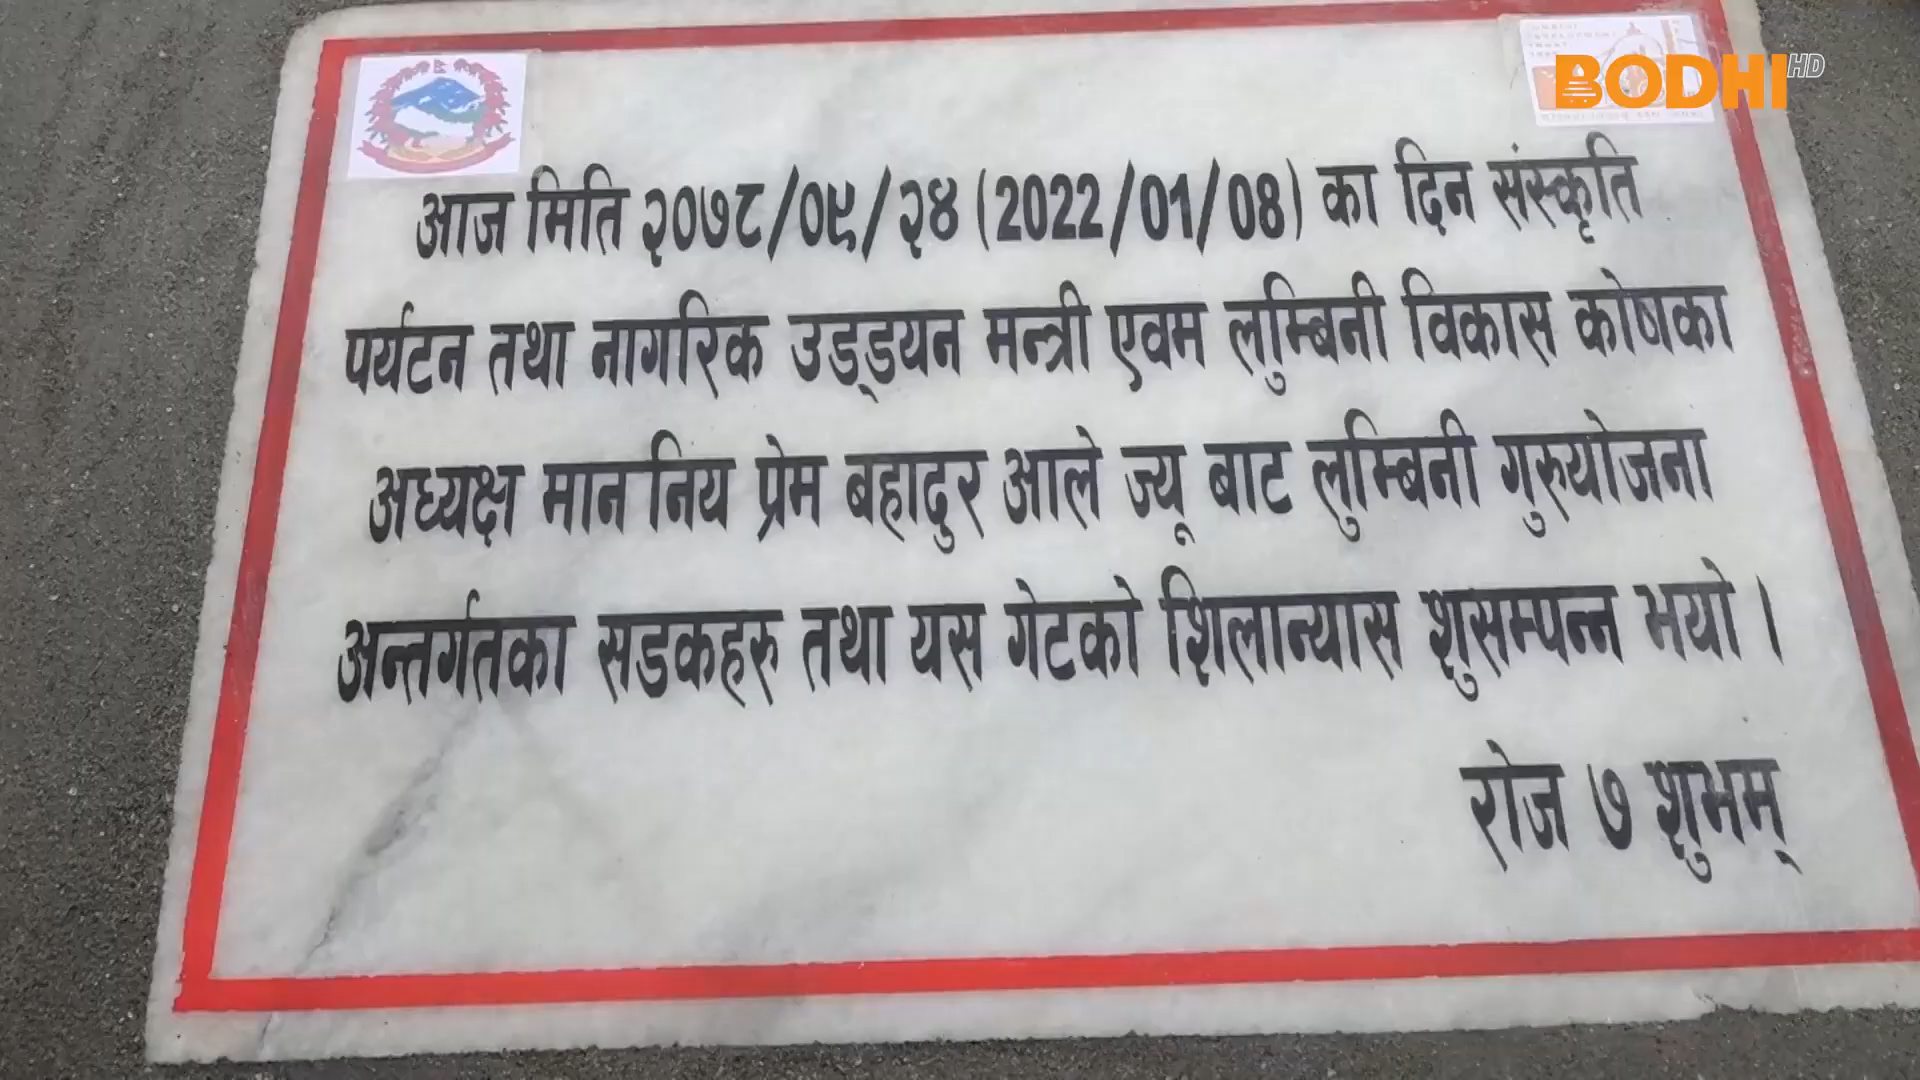 BODHI HD
आज मिति २०७८/०९/२४ (2022/01/08) का दिन संस्कृति
पर्यटन तथा नागरिक उड्डयन मन्त्री एवम लुम्बिनी विकास कोषका
अध्यक्ष माननिय प्रेम बहादुर आले ज्यू बाट लुम्बिनी गुरुयोजना
अन्तर्गतका सडकहरु तथा यस गेटको शिलान्यास शुसम्पन्न भयो ।
रोज ७ शुभम्